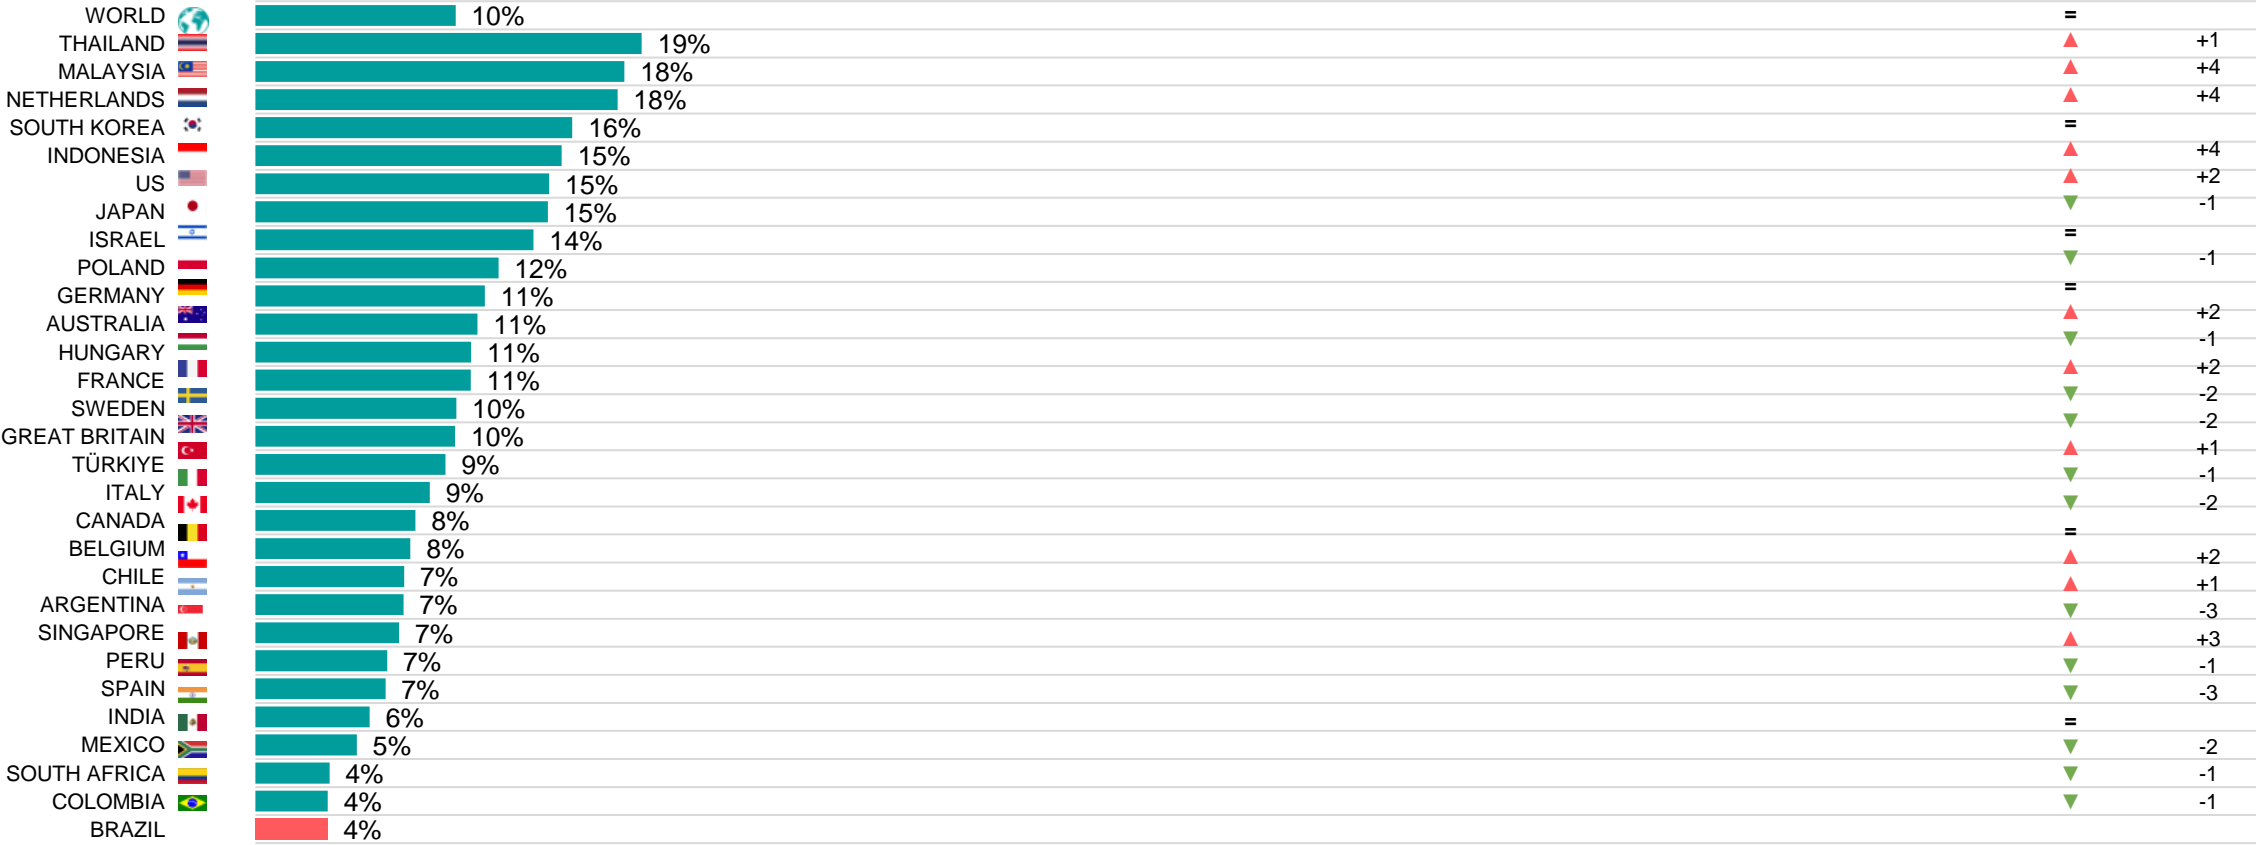 WORLD 10% =
THAILAND 19% ▲ +1
MALAYSIA 18% ▲ +4
NETHERLANDS 18% ▲ +4
SOUTH KOREA 16% =
INDONESIA 15% ▲ +4
US 15% ▲ +2
JAPAN 15% ▼ -1
ISRAEL 14% =
POLAND 12% ▼ -1
GERMANY 11% =
AUSTRALIA 11% ▲ +2
HUNGARY 11% ▼ -1
FRANCE 11% ▲ +2
SWEDEN 10% ▼ -2
GREAT BRITAIN 10% ▼ -2
TÜRKIYE 9% ▲ +1
ITALY 9% ▼ -1
CANADA 8% ▼ -2
BELGIUM 8% =
CHILE 7% ▲ +2
ARGENTINA 7% ▲ +1
SINGAPORE 7% ▼ -3
PERU 7% ▲ +3
SPAIN 7% ▼ -1
INDIA 6% ▼ -3
MEXICO 5% =
SOUTH AFRICA 4% ▼ -2
COLOMBIA 4% ▼ -1
BRAZIL 4% ▼ -1